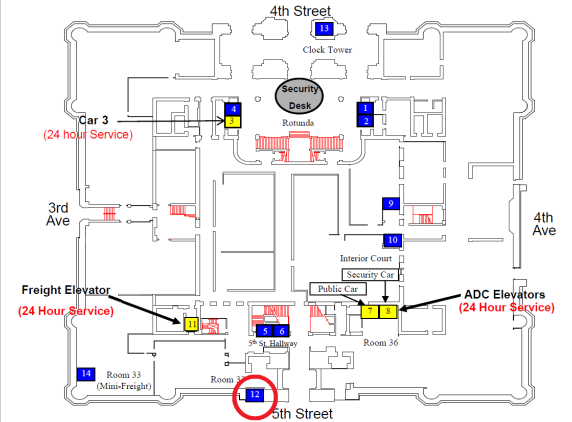 4th Street
13
Clock Tower
Security
Desk
4
1
Car 3
3
2
(24 hour Service)
Rotunda
3rd
Ave
9
4th
Ave
10
Interior Court
Security Car
Public Car
Freight Elevator
(24 Hour Service)
ADC Elevators
(24 Hour Service)
7
8
11
5
6
5th St. Hallway
Room 36
14
Room 33
(Mini-Freight)
Room 33
12
5th Street